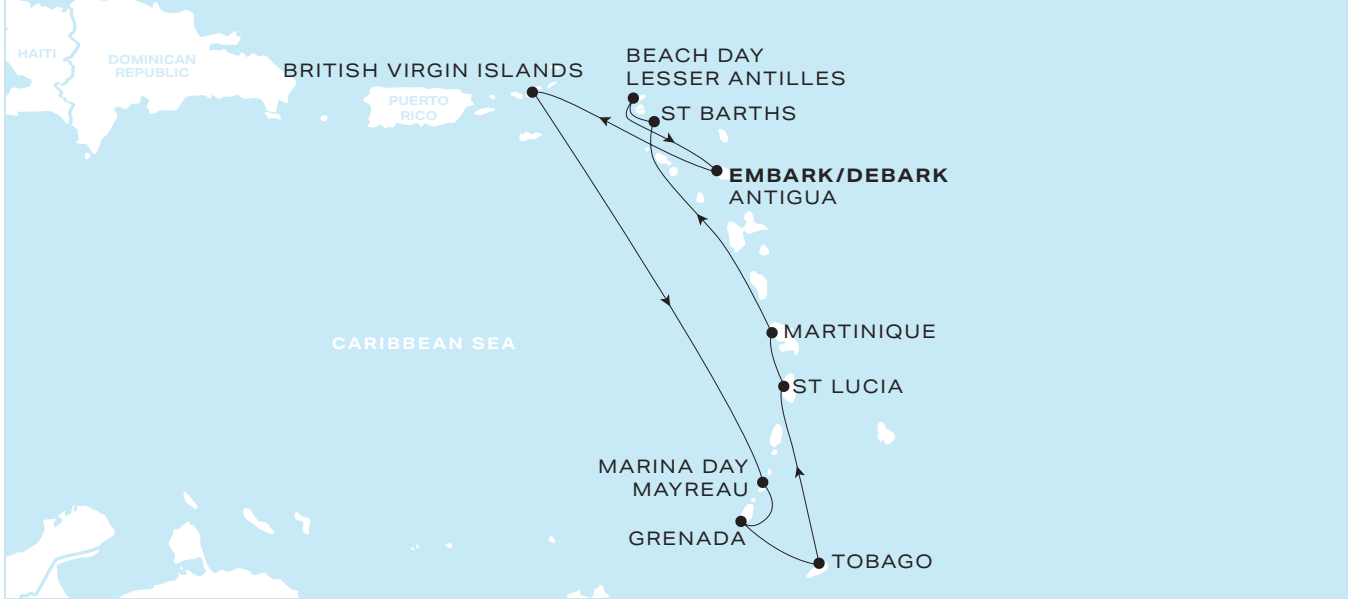 HAITI
DOMINICAN
REPUBLIC
BRITISH VIRGIN ISLANDS
PUERTO
RICO
BEACH DAY
LESSER ANTILLES
ST BARTHS
EMBARK/DEBARK
ANTIGUA
CARIBBEAN SEA
MARTINIQUE
ST LUCIA
MARINA DAY
MAYREAU
GRENADA
TOBAGO